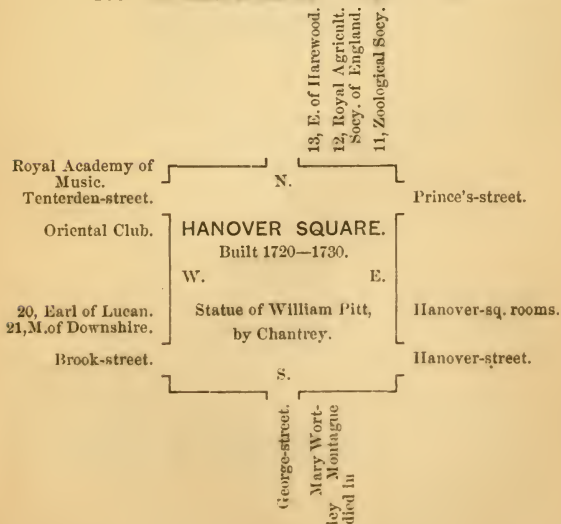 13, E. of Harewood.
12, Royal Agricult.
Socy. of England.
11, Zoological Socy.
Royal Academy of
Music.
Tenterden-street.
N.
Prince's-street.
Oriental Club.
HANOVER SQUARE.
Built 1720—1730.
W.
E.
20, Earl of Lucan.
21, M. of Downshire.
Statue of William Pitt,
by Chantrey.
Hanover-sq. rooms.
Brook-street.
Hanover-street.
S.
George-street.
Mary Wort-
ley Montague
died in